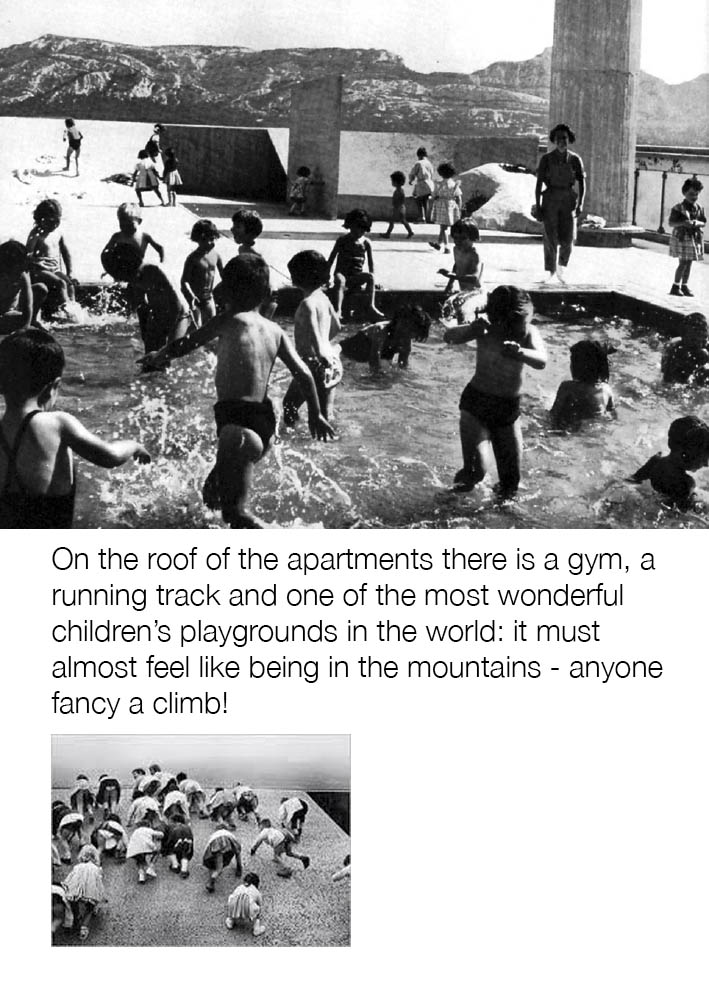 On the roof of the apartments there is a gym, a
running track and one of the most wonderful
children’s playgrounds in the world: it must
almost feel like being in the mountains - anyone
fancy a climb!